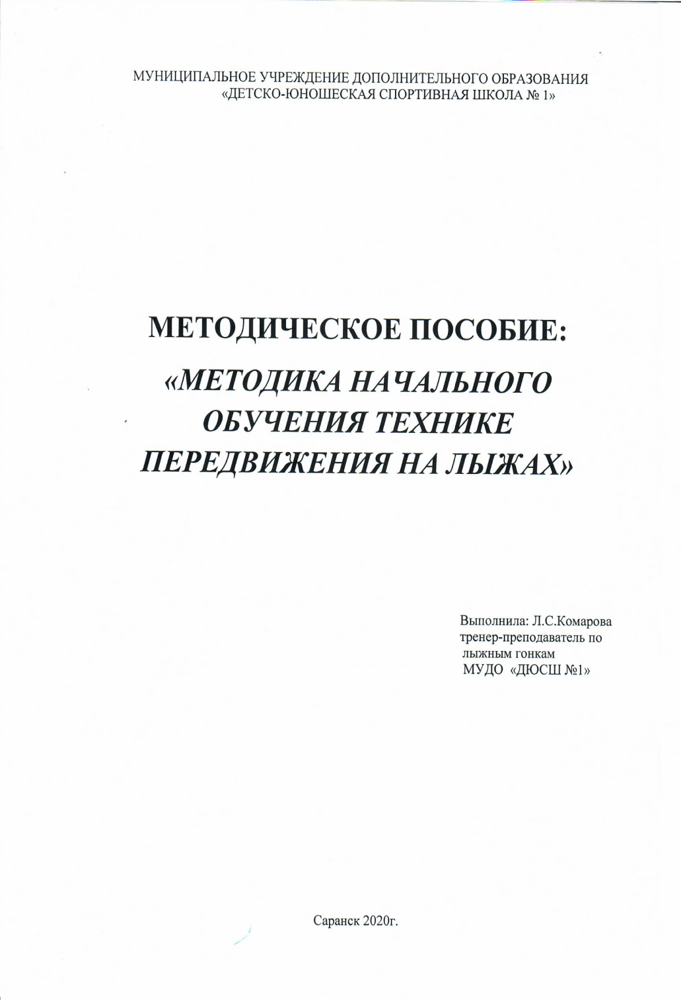 МУНИЦИПАЛЬНОЕ УЧРЕЖДЕНИЕ ДОПОЛНИТЕЛЬНОГО ОБРАЗОВАНИЯ
«ДЕТСКО-ЮНОШЕСКАЯ СПОРТИВНАЯ ШКОЛА № 1»
МЕТОДИЧЕСКОЕ ПОСОБИЕ:
«МЕТОДИКА НАЧАЛЬНОГО
ОБУЧЕНИЯ ТЕХНИКЕ
ПЕРЕДВИЖЕНИЯ НА ЛЫЖАХ»
Выполнила: Л.С.Комарова
тренер-преподаватель по
лыжным гонкам
МУДО «ДЮСШ №1»
Саранск 2020г.